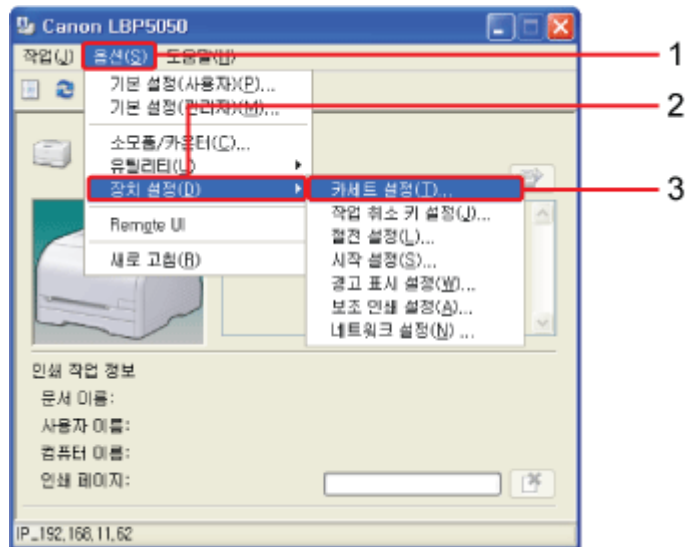 Canon LBP5050
작업(J) 옵션(S) 도움말(H)
1
기본 설정(사용자)(P)...
기본 설정(관리자)(M)...
2
소모품/카운터(C)...
유틸리티(U)
장치 설정(D)
카세트 설정(T)...
3
작업 취소 키 설정(J)...
Remote UI
절전 설정(L)...
새로 고침(R)
시작 설정(S)...
경고 표시 설정(W)...
보조 인쇄 설정(A)...
네트워크 설정(N) ...
인쇄 작업 정보
문서 이름:
사용자 이름:
컴퓨터 이름:
인쇄 페이지:
IP_192,168,11,62